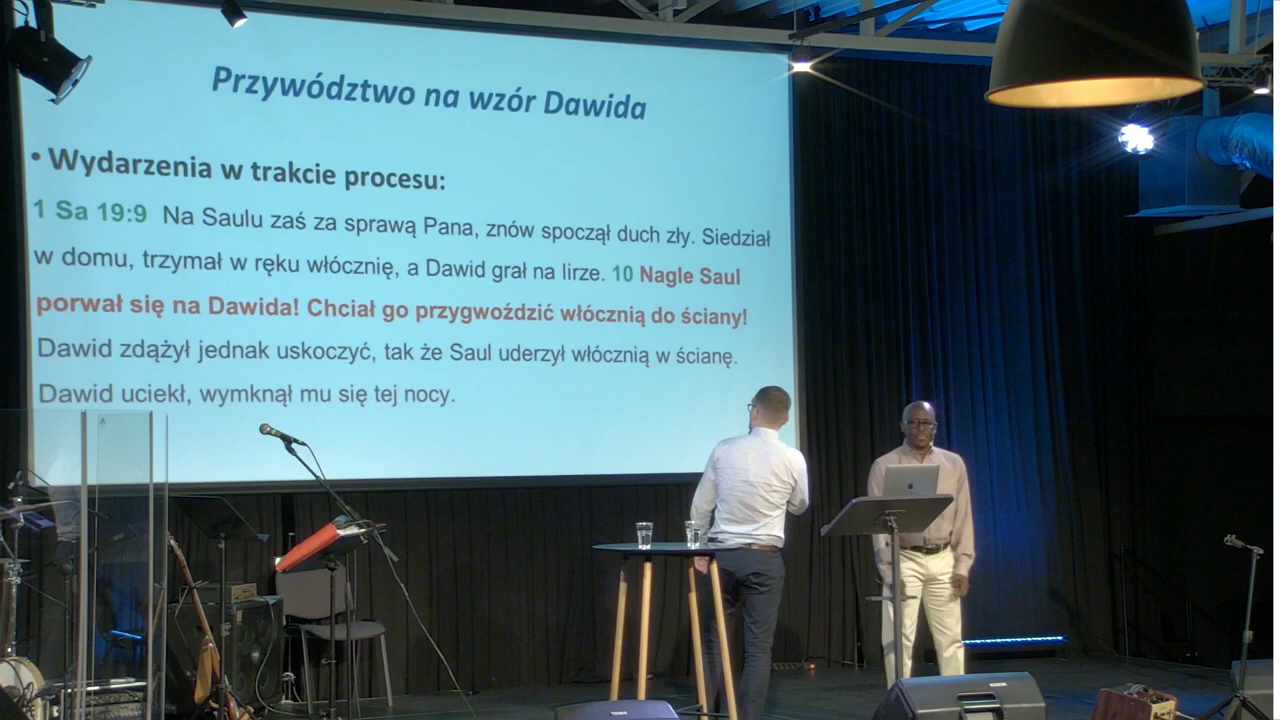 Przywództwo na wzór Dawida
• Wydarzenia w trakcie procesu:
1 Sa 19:9 Na Saulu zaś za sprawą Pana, znów spoczął duch zły. Siedział
w domu, trzymał w ręku włócznię, a Dawid grał na lirze. 10 Nagle Saul
porwał się na Dawida! Chciał go przygwoździć włócznią do ściany!
Dawid zdążył jednak uskoczyć, tak że Saul uderzył włócznią w ścianę.
Dawid uciekł, wymknął mu się tej nocy.